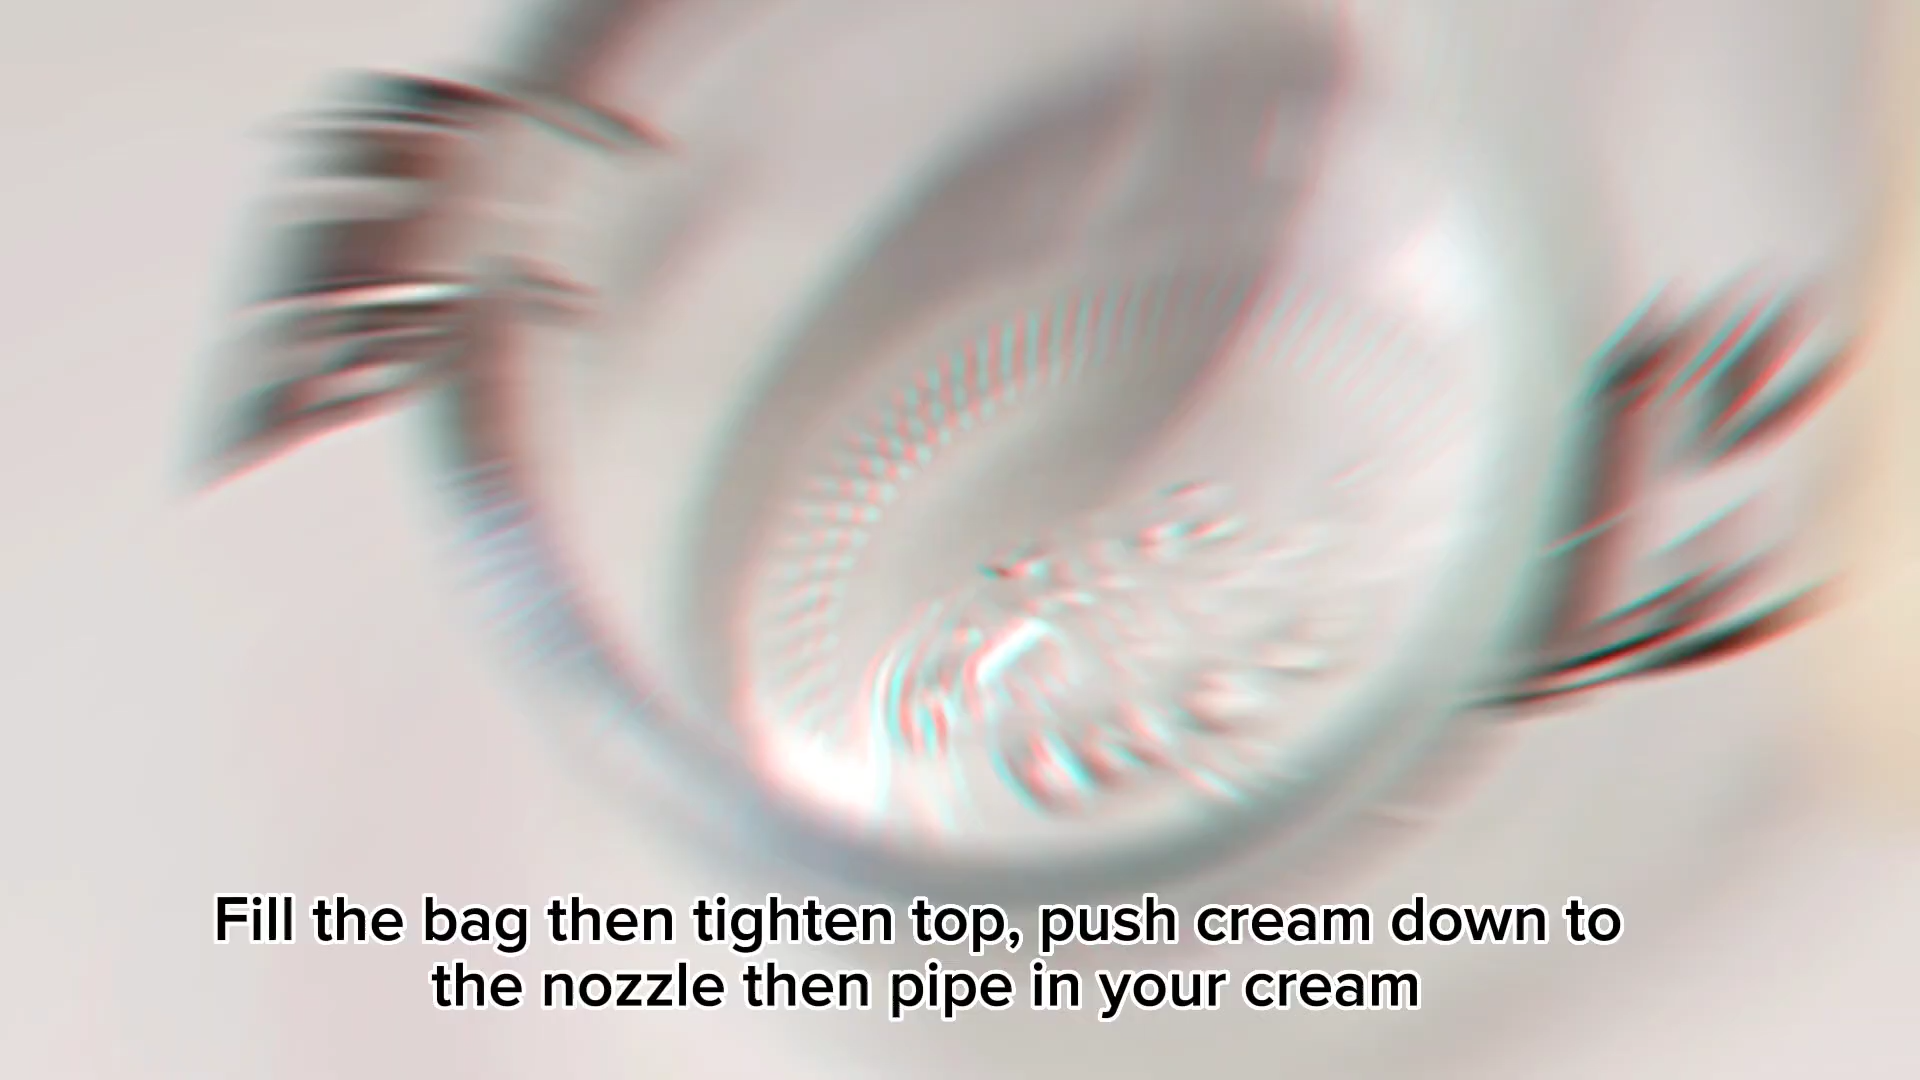 Fill the bag then tighten top, push cream down to
the nozzle then pipe in your cream